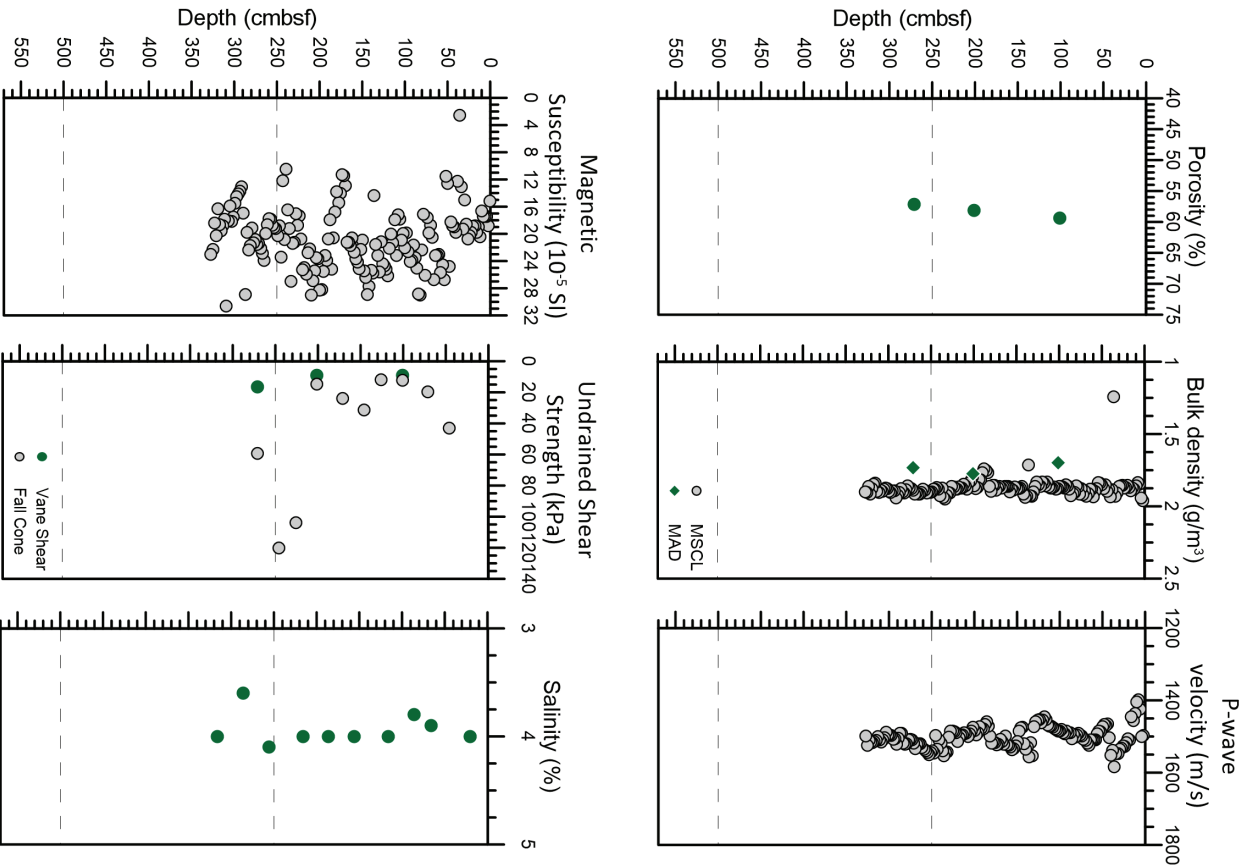 Depth (cmbsf)
550 500 450 400 350 300 250 200 150 100 50 0
0 4 8 12 16 20 24 28 32
Magnetic
Susceptibility (10⁻⁵ SI)
0 20 40 60 80 100 120 140
Undrained Shear
Strength (kPa)
Vane Shear
Fall Cone
3 4 5
Salinity (%)
Depth (cmbsf)
550 500 450 400 350 300 250 200 150 100 50 0
40 45 50 55 60 65 70 75
Porosity (%)
1 1.5 2 2.5
Bulk density (g/m³)
MSCL
MAD
1200 1400 1600 1800
P-wave
velocity (m/s)